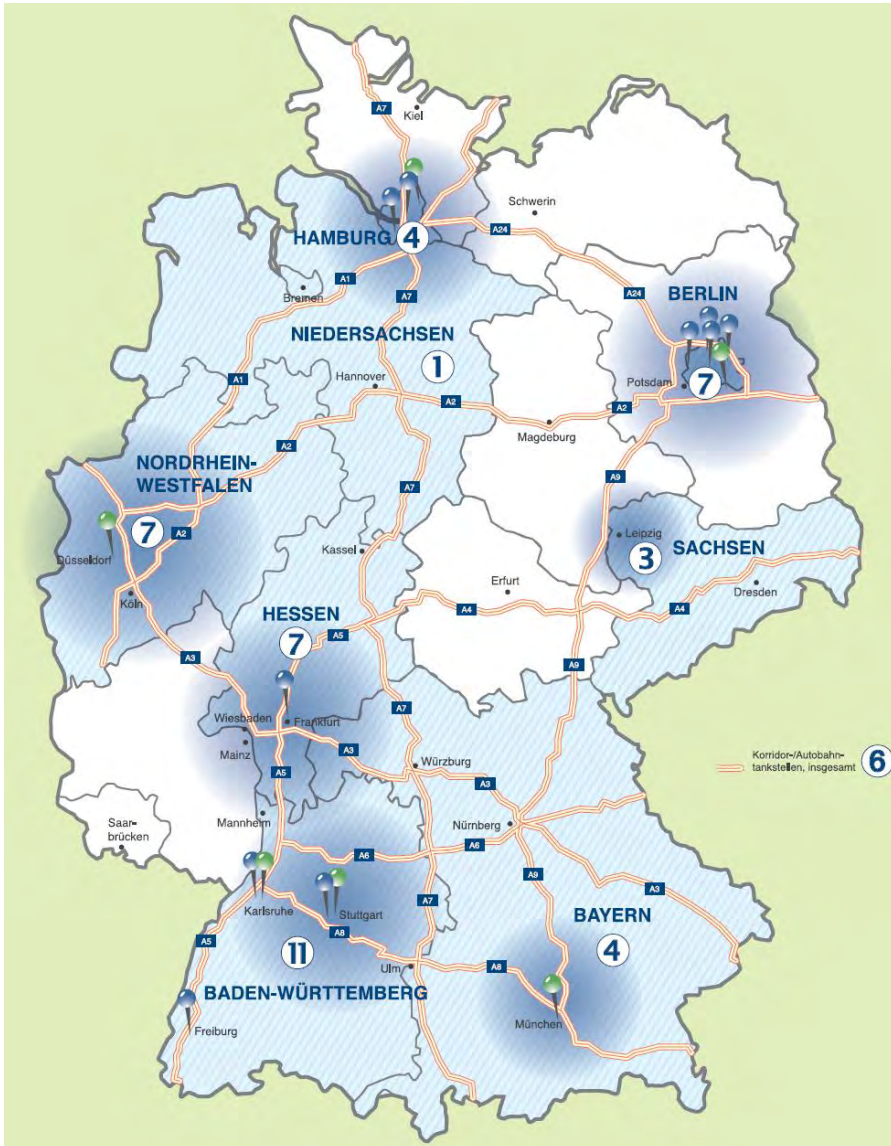 A7
Kiel
Schwerin
HAMBURG
4
A24
A1
Bremen
A7
A24
BERLIN
NIEDERSACHSEN
1
Hannover
A1
A2
Potsdam
7
A2
Magdeburg
A2
A9
NORDRHEIN-
WESTFALEN
A7
7
A2
Leipzig
3
SACHSEN
Düsseldorf
Kassel
Köln
Erfurt
Dresden
HESSEN
A4
A4
7
A5
A3
A9
Wiesbaden
Frankfurt
A7
Mainz
A3
Würzburg
A5
A3
Korridor-/Autobahn-
tankstellen, insgesamt
6
Saar-
brücken
Mannheim
Nürnberg
A6
A6
A9
A3
Karlsruhe
Stuttgart
A7
BAYERN
A8
4
A5
11
Ulm
A8
BADEN-WÜRTTEMBERG
München
Freiburg